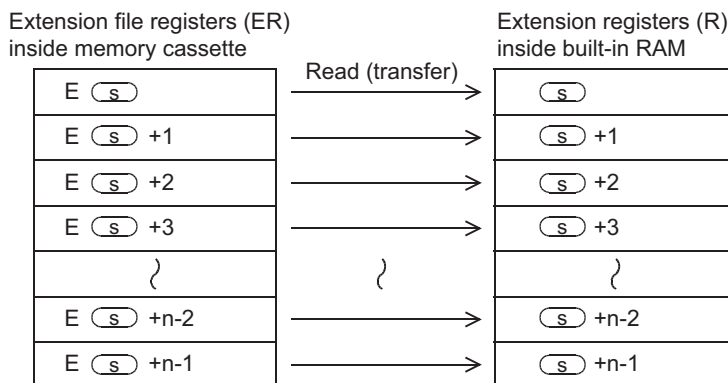 Extension file registers (ER)
inside memory cassette
Extension registers (R)
inside built-in RAM
Read (transfer)
E s
s
E s +1
s +1
E s +2
s +2
E s +3
s +3
E s +n-2
s +n-2
E s +n-1
s +n-1